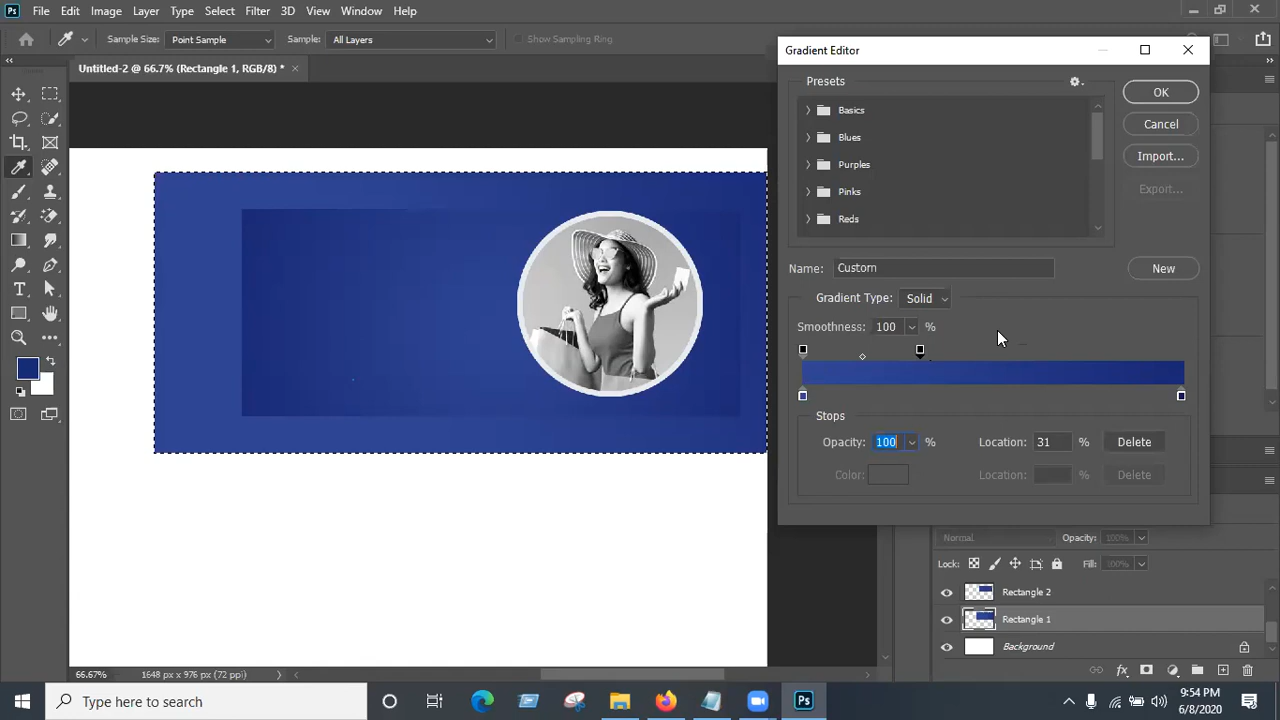 Ps File Edit Image Layer Type Select Filter 3D View Window Help
Sample Size: Point Sample Sample: All Layers Show Sampling Ring
Untitled-2 @ 66.7% (Rectangle 1, RGB/8) *
Gradient Editor
Presets
Basics
Blues
Purples
Pinks
Reds
OK
Cancel
Import...
Export...
Name: Custom
New
Gradient Type: Solid
Smoothness: 100 %
Stops
Opacity: 100 % Location: 31 % Delete
Color: Location: % Delete
Normal Opacity: 100%
Lock: Fill: 100%
Rectangle 2
Rectangle 1
Background
66.67% 1648 px x 976 px (72 ppi)
Type here to search
Ps
9:54 PM
6/8/2020